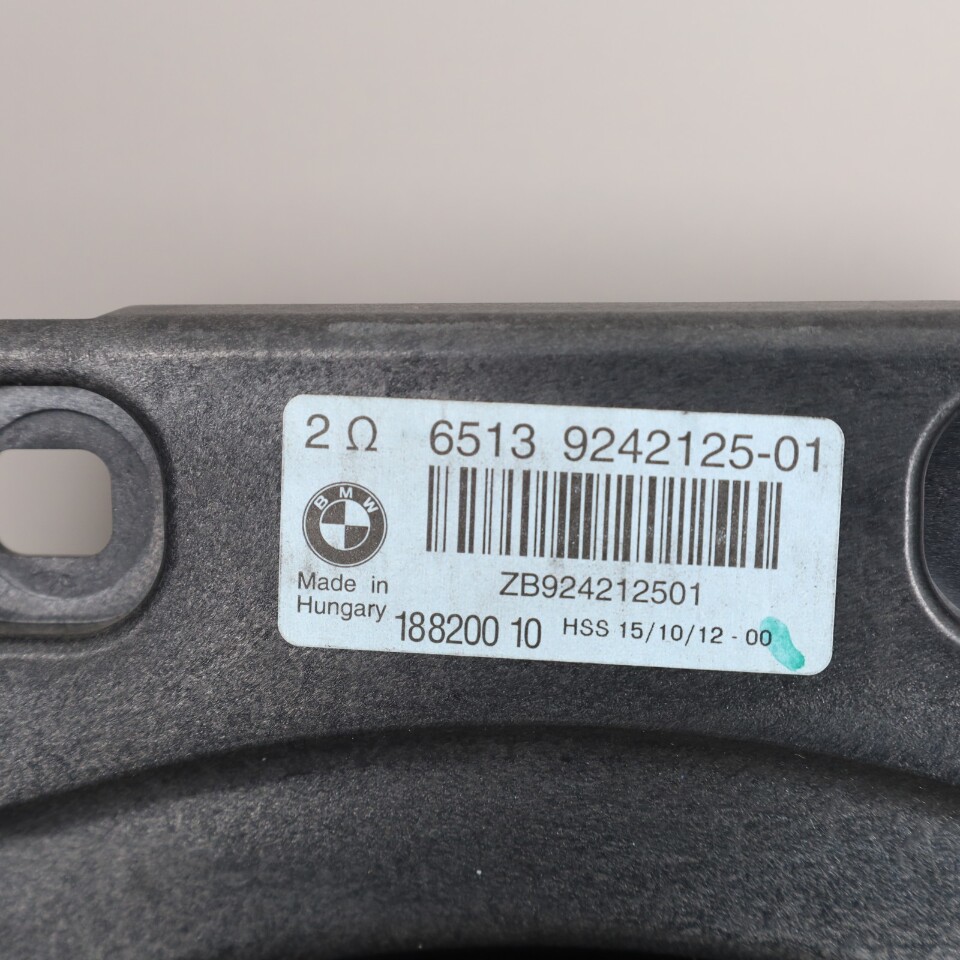 2 Ω 6513 9242125-01
BMW
ZB924212501
Made in
Hungary
188200 10 HSS 15/10/12 - 00